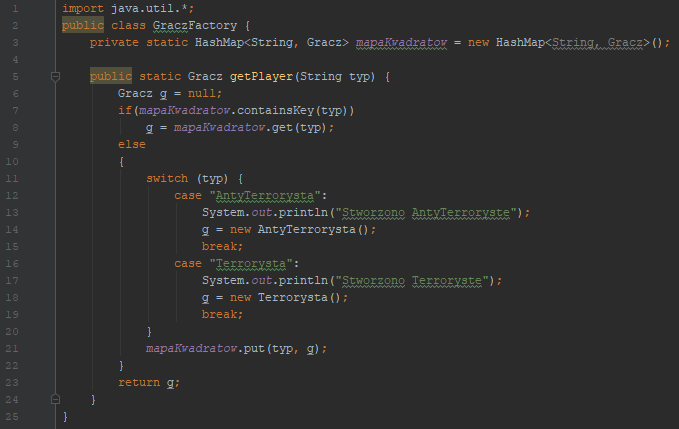 1 import java.util.*;
2 public class GraczFactory {
3 private static HashMap<String, Gracz> mapaKwadratov = new HashMap<String, Gracz>();
4
5 public static Gracz getPlayer(String typ) {
6 Gracz g = null;
7 if(mapaKwadratov.containsKey(typ))
8 g = mapaKwadratov.get(typ);
9 else
10 {
11 switch (typ) {
12 case "AntyTerrorysta":
13 System.out.println("Stworzono AntyTerroryste");
14 g = new AntyTerrorysta();
15 break;
16 case "Terrorysta":
17 System.out.println("Stworzono Terroryste");
18 g = new Terrorysta();
19 break;
20 }
21 mapaKwadratov.put(typ, g);
22 }
23 return g;
24 }
25 }